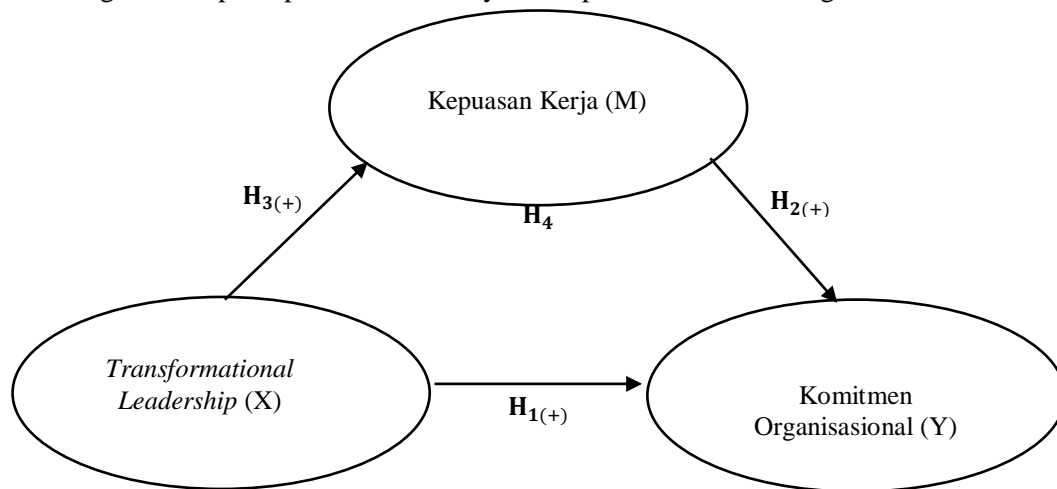 Kepuasan Kerja (M)
H3(+)
H2(+)
H4
Transformational
Leadership (X)
H1(+)
Komitmen
Organisasional (Y)